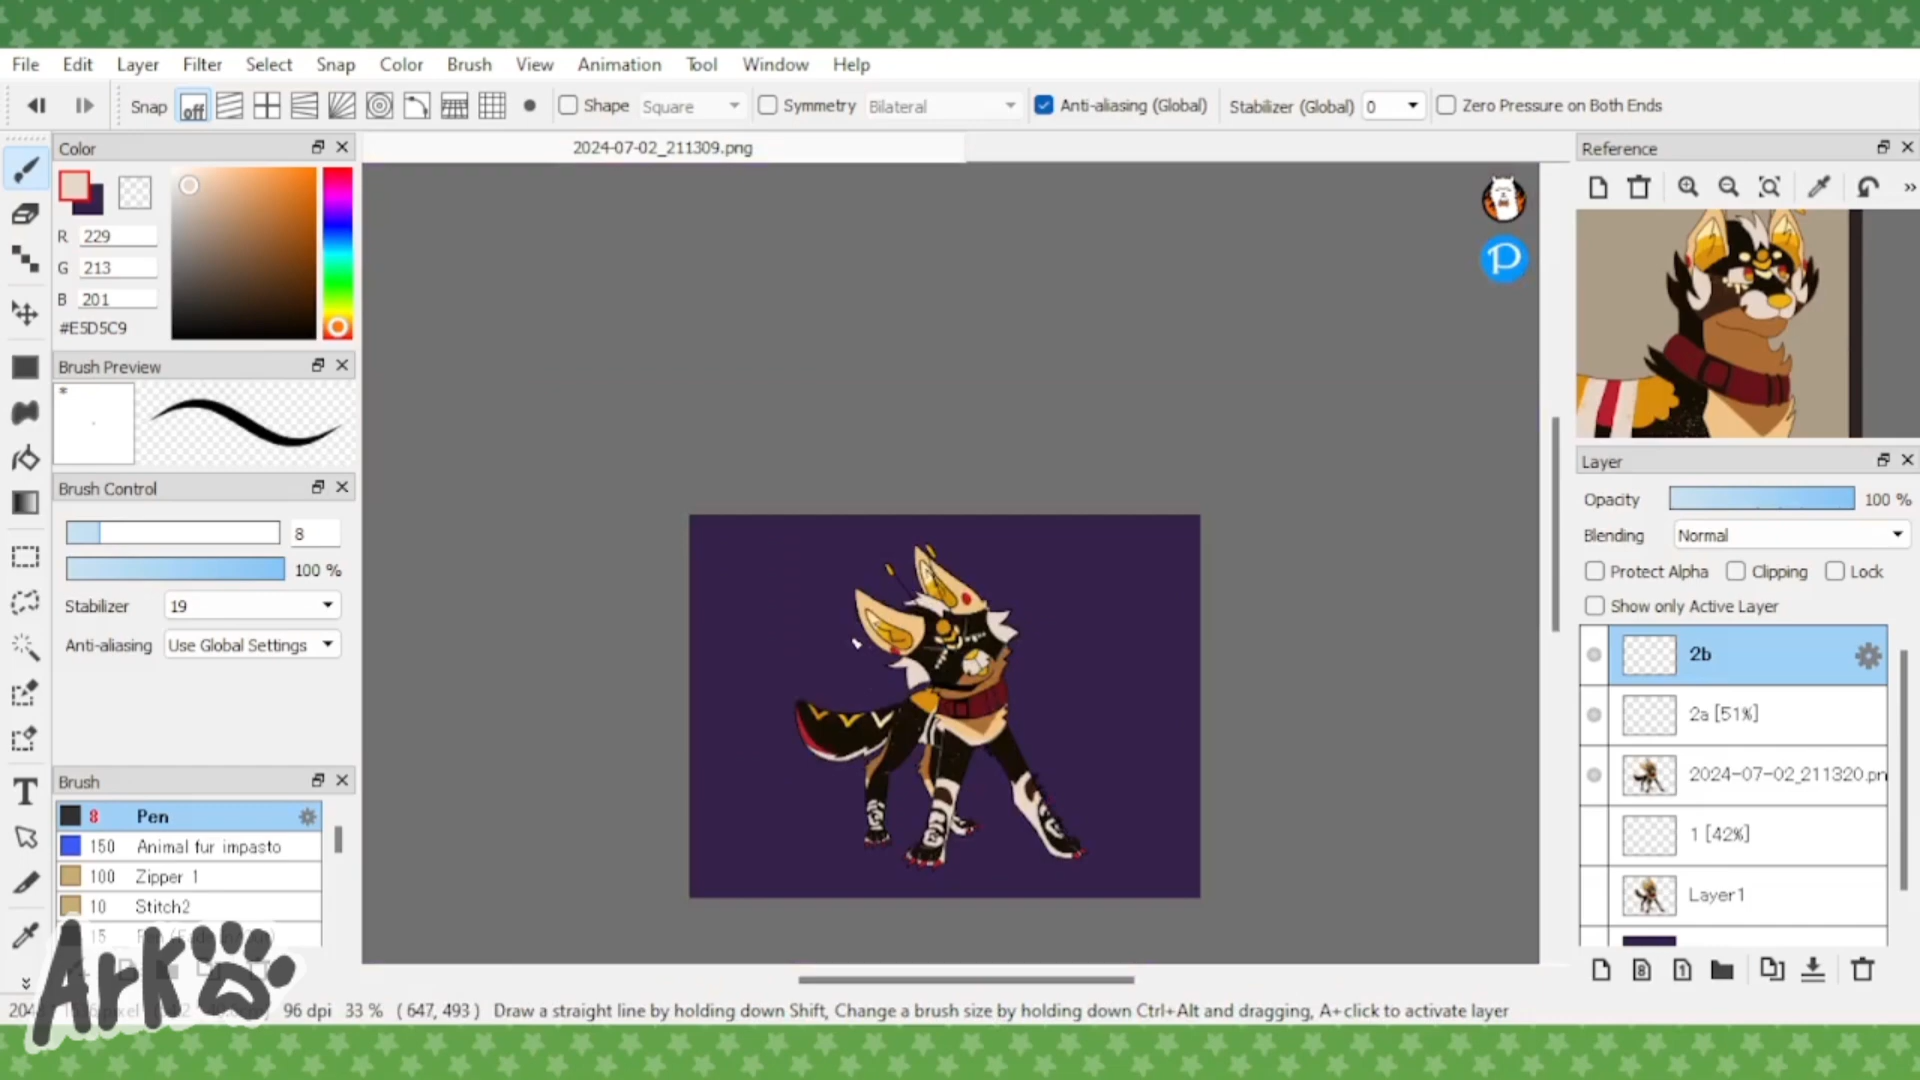 File Edit Layer Filter Select Snap Color Brush View Animation Tool Window Help
Snap off Shape Square Symmetry Bilateral Anti-aliasing (Global) Stabilizer (Global) 0 Zero Pressure on Both Ends
Color
2024-07-02_211309.png
Reference
R 229
G 213
B 201
#E5D5C9
Brush Preview
*
Brush Control
8
100 %
Stabilizer 19
Anti-aliasing Use Global Settings
Brush
8 Pen
150 Animal fur impasto
100 Zipper 1
10 Stitch2
15
P
Layer
Opacity 100 %
Blending Normal
Protect Alpha Clipping Lock
Show only Active Layer
2b
2a [51%]
2024-07-02_211320.pn
1 [42%]
Layer1
Ark
96 dpi 33 % ( 647, 493 ) Draw a straight line by holding down Shift, Change a brush size by holding down Ctrl+Alt and dragging, A+click to activate layer